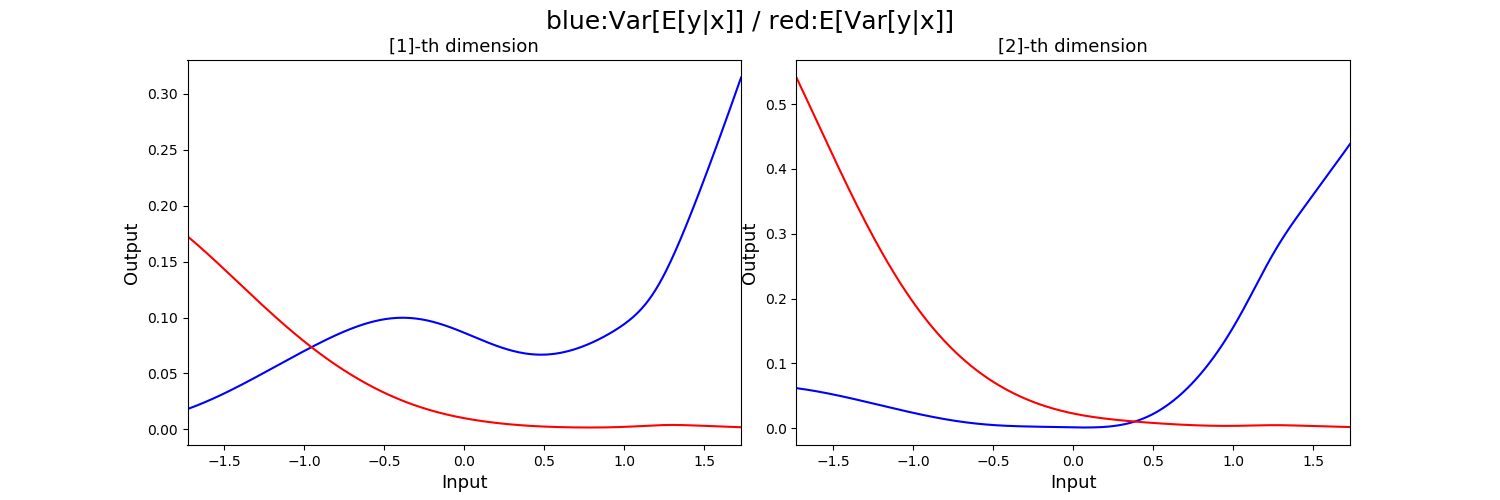 blue:Var[E[y|x]] / red:E[Var[y|x]]
[1]-th dimension
[2]-th dimension
Output
0.30
0.25
0.20
0.15
0.10
0.05
0.00
−1.5 −1.0 −0.5 0.0 0.5 1.0 1.5
Input
Output
0.5
0.4
0.3
0.2
0.1
0.0
−1.5 −1.0 −0.5 0.0 0.5 1.0 1.5
Input